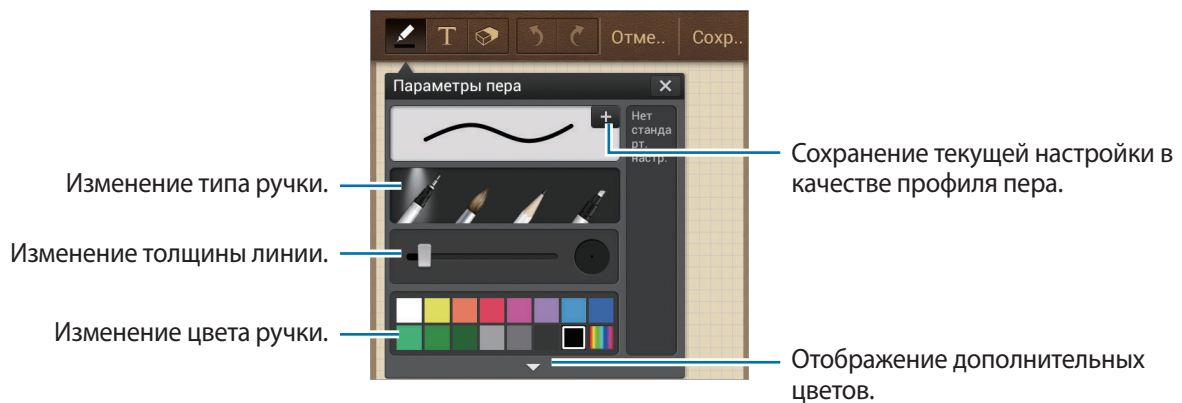 T
Отме..
Сохр..
Параметры пера
Нет
станда
рт.
настр.
Сохранение текущей настройки в
качестве профиля пера.
Изменение типа ручки.
Изменение толщины линии.
Изменение цвета ручки.
Отображение дополнительных
цветов.